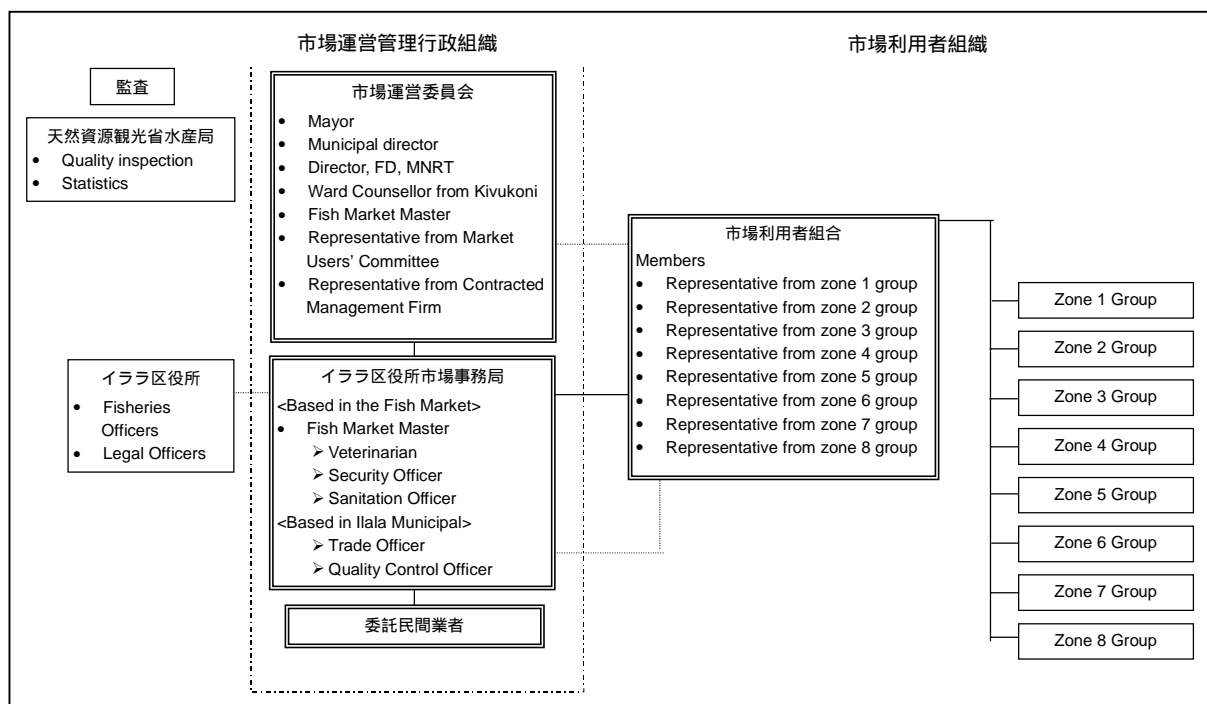 市場運営管理行政組織
市場利用者組織
監査
天然資源観光省水産局
• Quality inspection
• Statistics
市場運営委員会
• Mayor
• Municipal director
• Director, FD, MNRT
• Ward Counsellor from Kivukoni
• Fish Market Master
• Representative from Market
Users' Committee
• Representative from Contracted
Management Firm
イララ区役所
• Fisheries
Officers
• Legal Officers
イララ区役所市場事務局
<Based in the Fish Market>
• Fish Market Master
➢ Veterinarian
➢ Security Officer
➢ Sanitation Officer
<Based in Ilala Municipal>
➢ Trade Officer
➢ Quality Control Officer
委託民間業者
市場利用者組合
Members
• Representative from zone 1 group
• Representative from zone 2 group
• Representative from zone 3 group
• Representative from zone 4 group
• Representative from zone 5 group
• Representative from zone 6 group
• Representative from zone 7 group
• Representative from zone 8 group
Zone 1 Group
Zone 2 Group
Zone 3 Group
Zone 4 Group
Zone 5 Group
Zone 6 Group
Zone 7 Group
Zone 8 Group